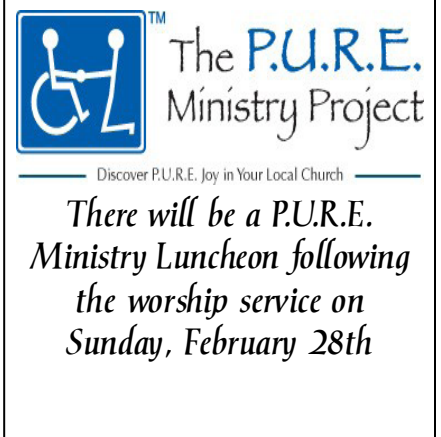 TM
The P.U.R.E.
Ministry Project
Discover P.U.R.E. Joy in Your Local Church
There will be a P.U.R.E.
Ministry Luncheon following
the worship service on
Sunday, February 28th